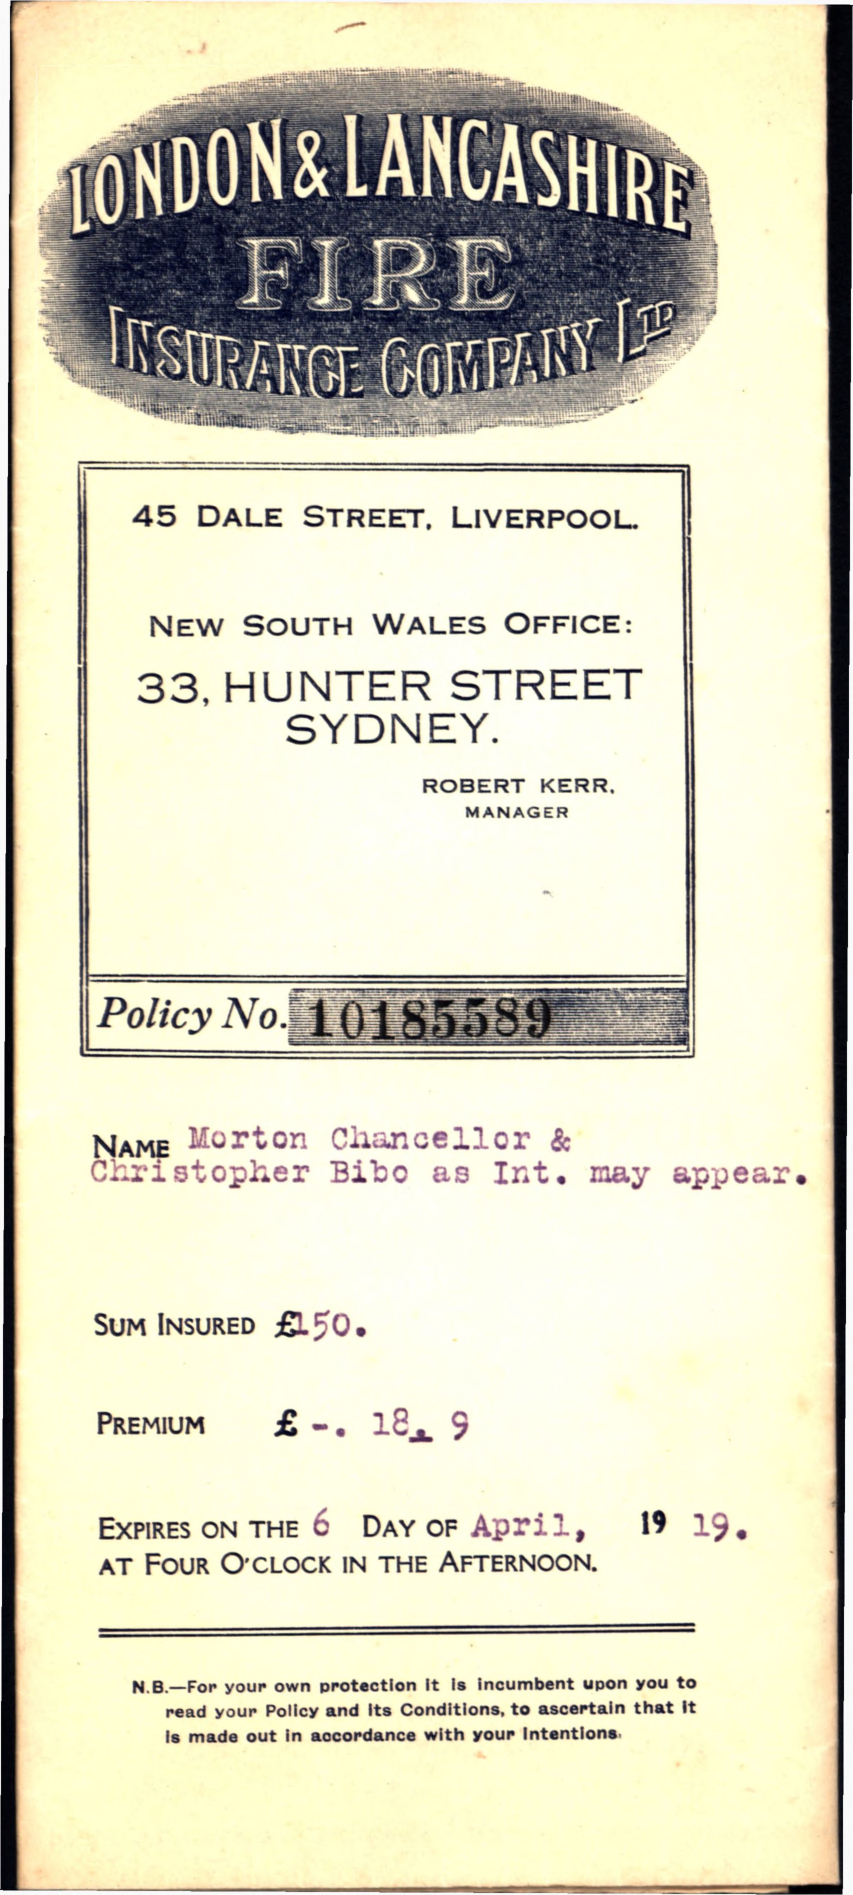 LONDON & LANCASHIRE
FIRE
INSURANCE COMPANY LTD
45 DALE STREET, LIVERPOOL.
NEW SOUTH WALES OFFICE:
33, HUNTER STREET
SYDNEY.
ROBERT KERR,
MANAGER
Policy No. 10185589
NAME Morton Chancellor &
Christopher Bibo as Int. may appear.
SUM INSURED £150.
PREMIUM £ -. 18. 9
EXPIRES ON THE 6 DAY OF April, 19 19.
AT FOUR O'CLOCK IN THE AFTERNOON.
N.B.—For your own protection it is incumbent upon you to
read your Policy and its Conditions, to ascertain that it
is made out in accordance with your intentions.